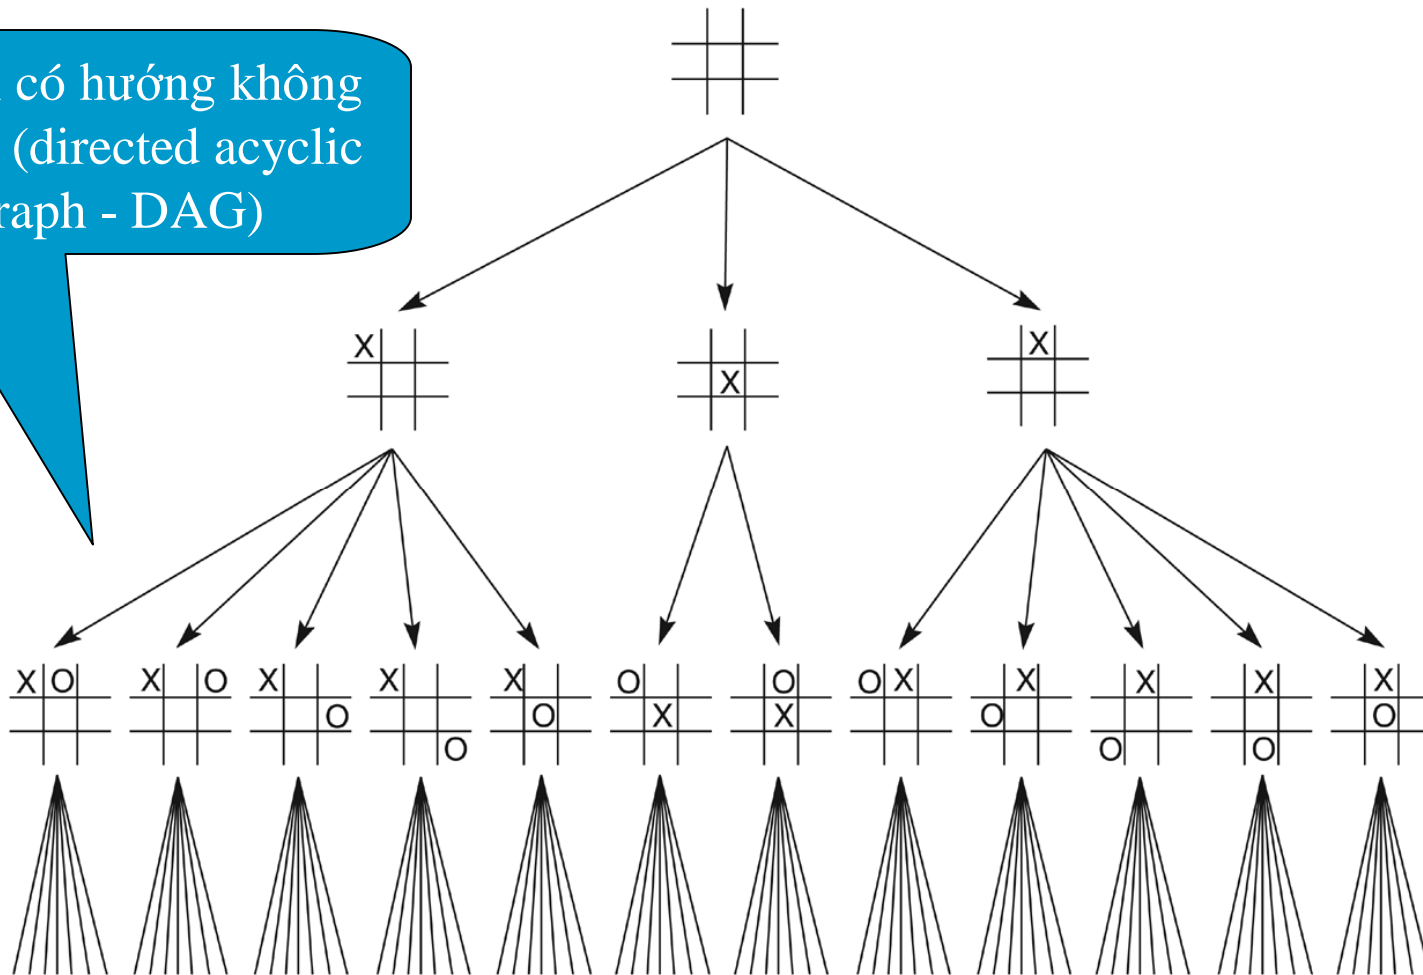 có hướng không
(directed acyclic
raph - DAG)
X
X
X
X O
X O
X
O
X
O
X
O
O
X
O
X
O X
X
O
X
O
X
O
X
O